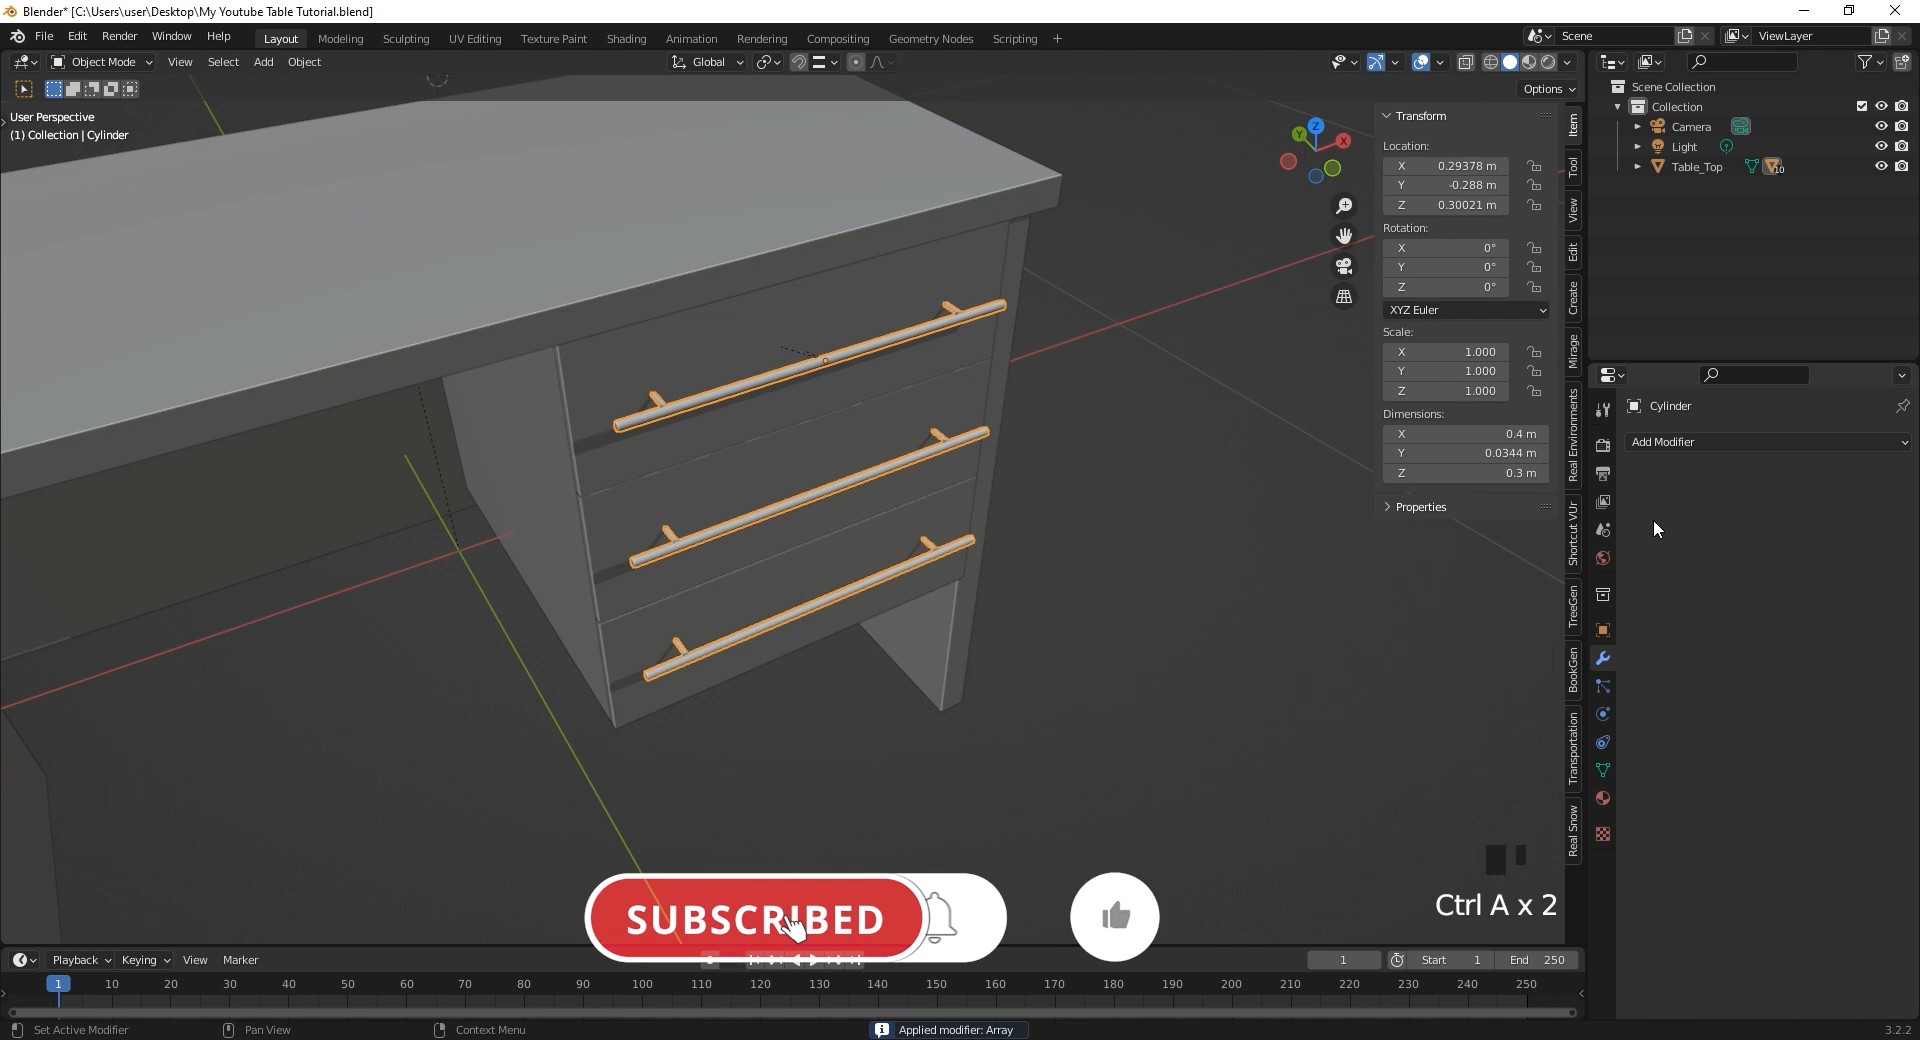 Blender* [C:\Users\user\Desktop\My Youtube Table Tutorial.blend]
File Edit Render Window Help Layout Modeling Sculpting UV Editing Texture Paint Shading Animation Rendering Compositing Geometry Nodes Scripting + Scene ViewLayer
Object Mode View Select Add Object Global
Options
User Perspective
(1) Collection | Cylinder
Z
Y
X
Transform
Location:
X 0.29378 m
Y -0.288 m
Z 0.30021 m
Rotation:
X 0°
Y 0°
Z 0°
XYZ Euler
Scale:
X 1.000
Y 1.000
Z 1.000
Dimensions:
X 0.4 m
Y 0.0344 m
Z 0.3 m
Properties
Item
Tool
View
Edit
Create
Mirage
Real Environments
Shortcut VUr
TreeGen
BookGen
Transportation
Real Snow
Scene Collection
Collection
Camera
Light
Table_Top 10
Cylinder
Add Modifier
Ctrl A x 2
SUBSCRIBED
Playback Keying View Marker 1 Start 1 End 250
1 10 20 30 40 50 60 70 80 90 100 110 120 130 140 150 160 170 180 190 200 210 220 230 240 250
Set Active Modifier Pan View Context Menu Applied modifier: Array 3.2.2